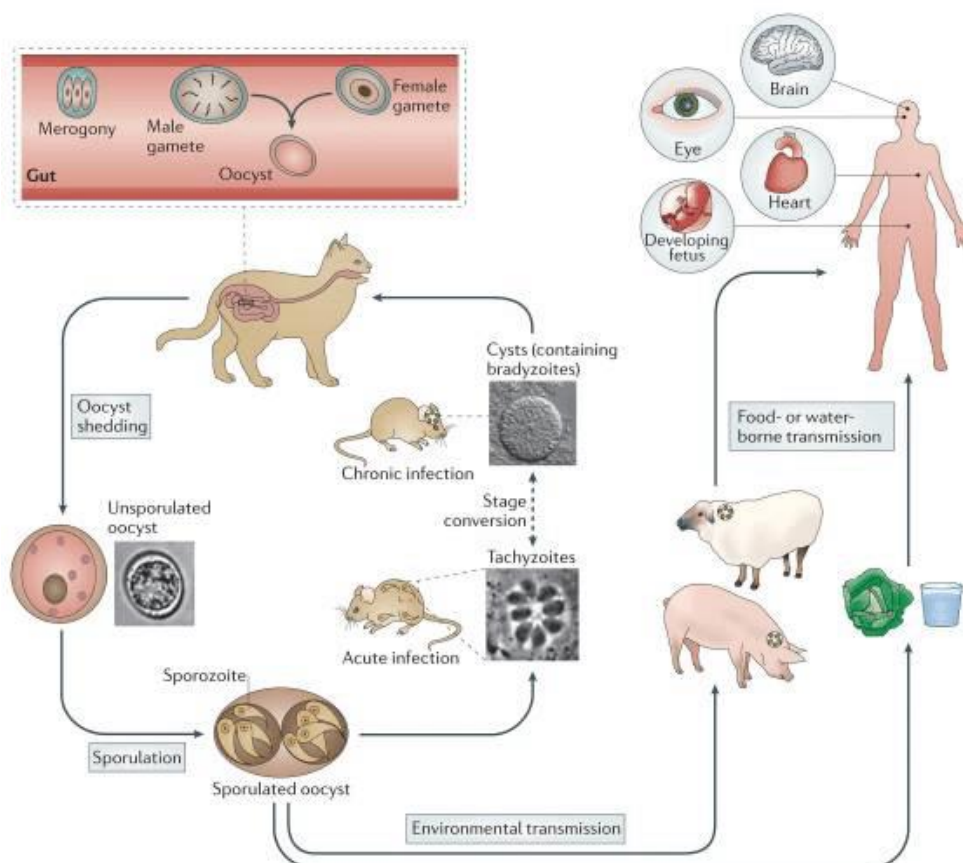 Merogony
Male
gamete
Female
gamete
Oocyst
Gut
Brain
Eye
Heart
Developing
fetus
Oocyst
shedding
Cysts (containing
bradyzoites)
Chronic infection
Food- or water-
borne transmission
Unsporulated
oocyst
Stage
conversion
Tachyzoites
Acute infection
Sporozoite
Sporulation
Sporulated oocyst
Environmental transmission